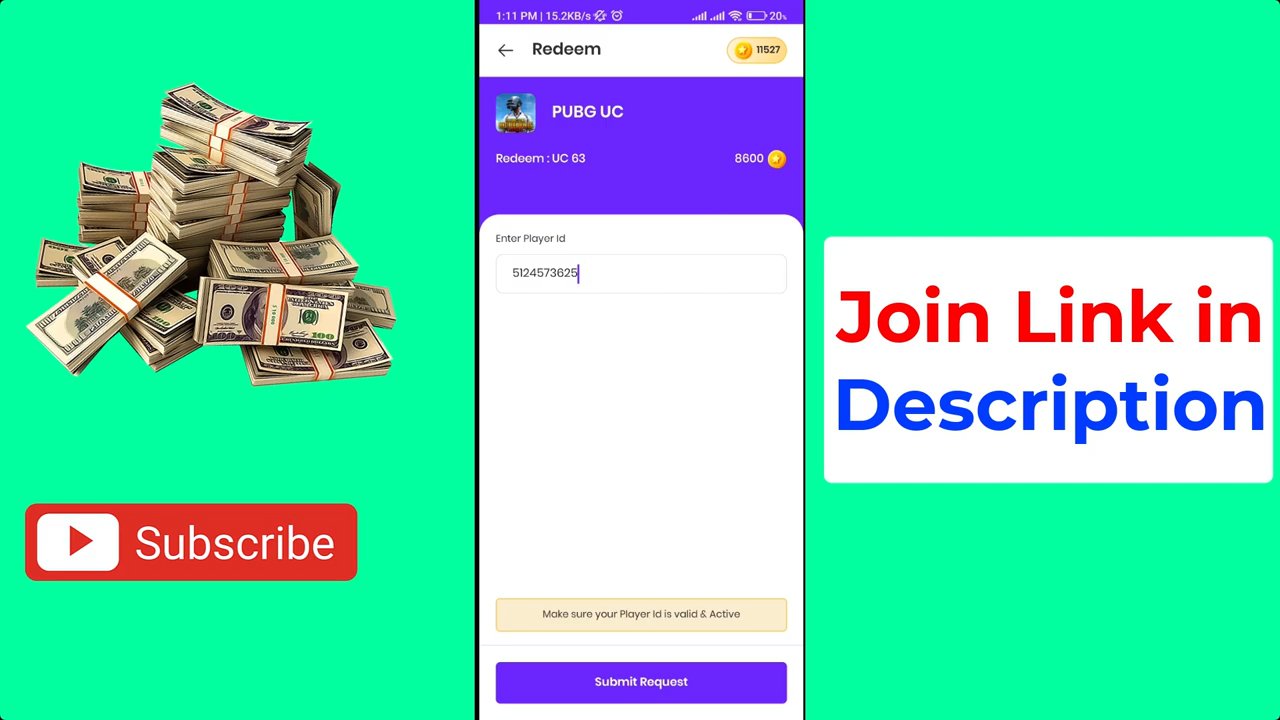 1:11 PM | 15.2KB/s
20%
Redeem
11527
PUBG UC
Redeem : UC 63
8600
Enter Player Id
5124573625
Make sure your Player Id is valid & Active
Submit Request
Subscribe
Join Link in
Description